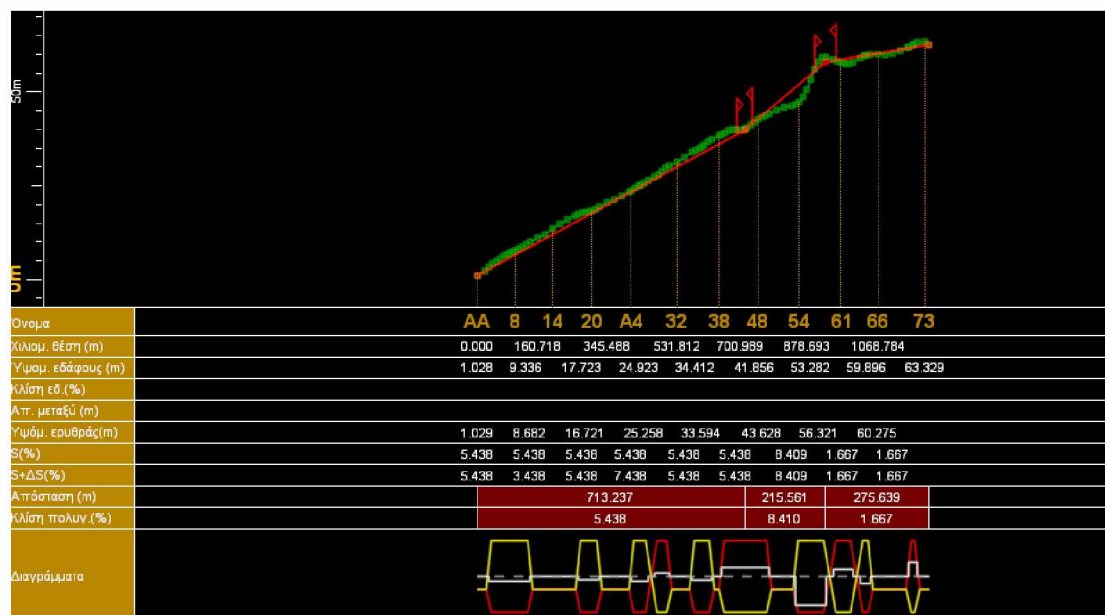 50m
0m
Όνομα AA 8 14 20 A4 32 38 48 54 61 66 73
Χιλιομ. θέση (m) 0.000 160.718 345.488 531.812 700.989 878.693 1068.784
Ύψομ. εδάφους (m) 1.028 9.336 17.723 24.923 34.412 41.856 53.282 59.896 63.329
Κλίση εδ.(%)
Απ. μεταξύ (m)
Υψόμ. ερυθράς(m) 1.029 8.682 16.721 25.258 33.594 43.628 56.321 60.275
S(%) 5.438 5.438 5.438 5.438 5.438 5.438 8.409 1.667 1.667
S+ΔS(%) 5.438 3.438 5.438 7.438 5.438 5.438 8.409 1.667 1.667
Απόσταση (m) 713.237 215.561 275.639
Κλίση πολυγ.(%) 5.438 8.410 1.667
Διαγράμματα